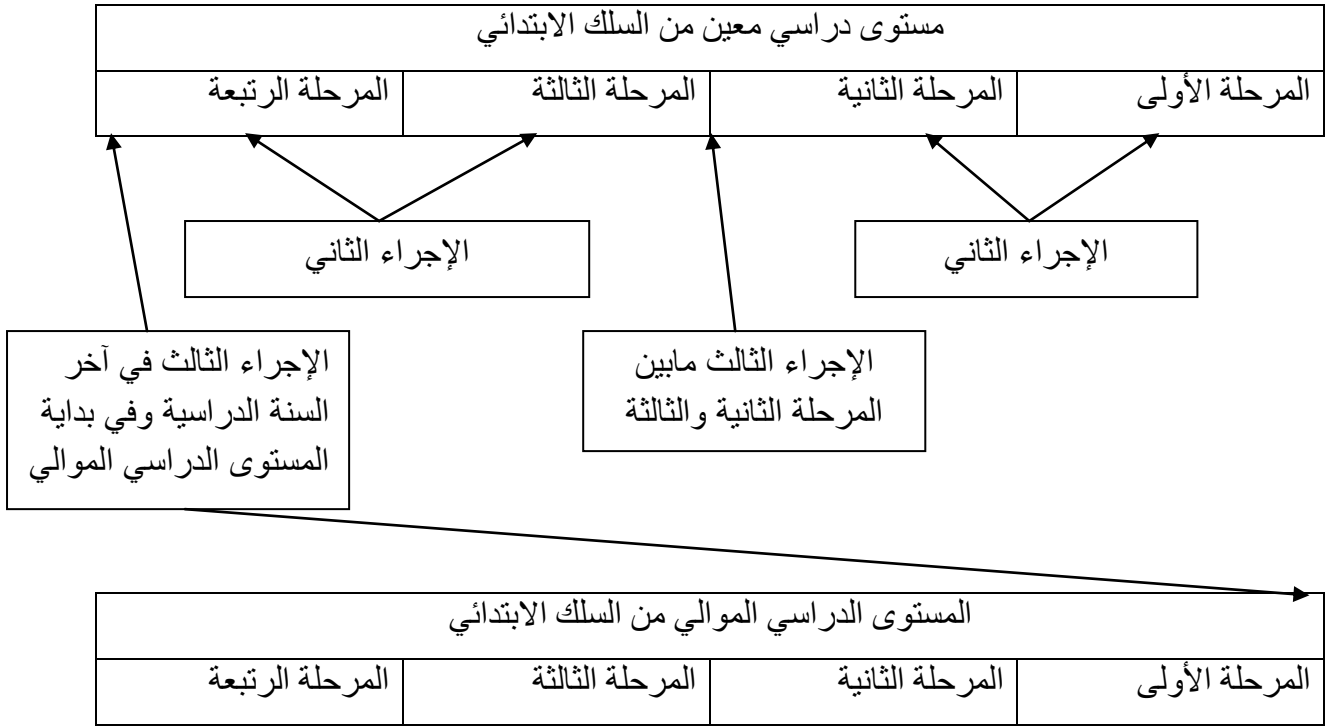 مستوى دراسي معين من السلك الابتدائي
المرحلة الأولى
المرحلة الثانية
المرحلة الثالثة
المرحلة الرتبعة
الإجراء الثاني
الإجراء الثاني
الإجراء الثالث مابين
المرحلة الثانية والثالثة
الإجراء الثالث في آخر
السنة الدراسية وفي بداية
المستوى الدراسي الموالي
المستوى الدراسي الموالي من السلك الابتدائي
المرحلة الأولى
المرحلة الثانية
المرحلة الثالثة
المرحلة الرتبعة